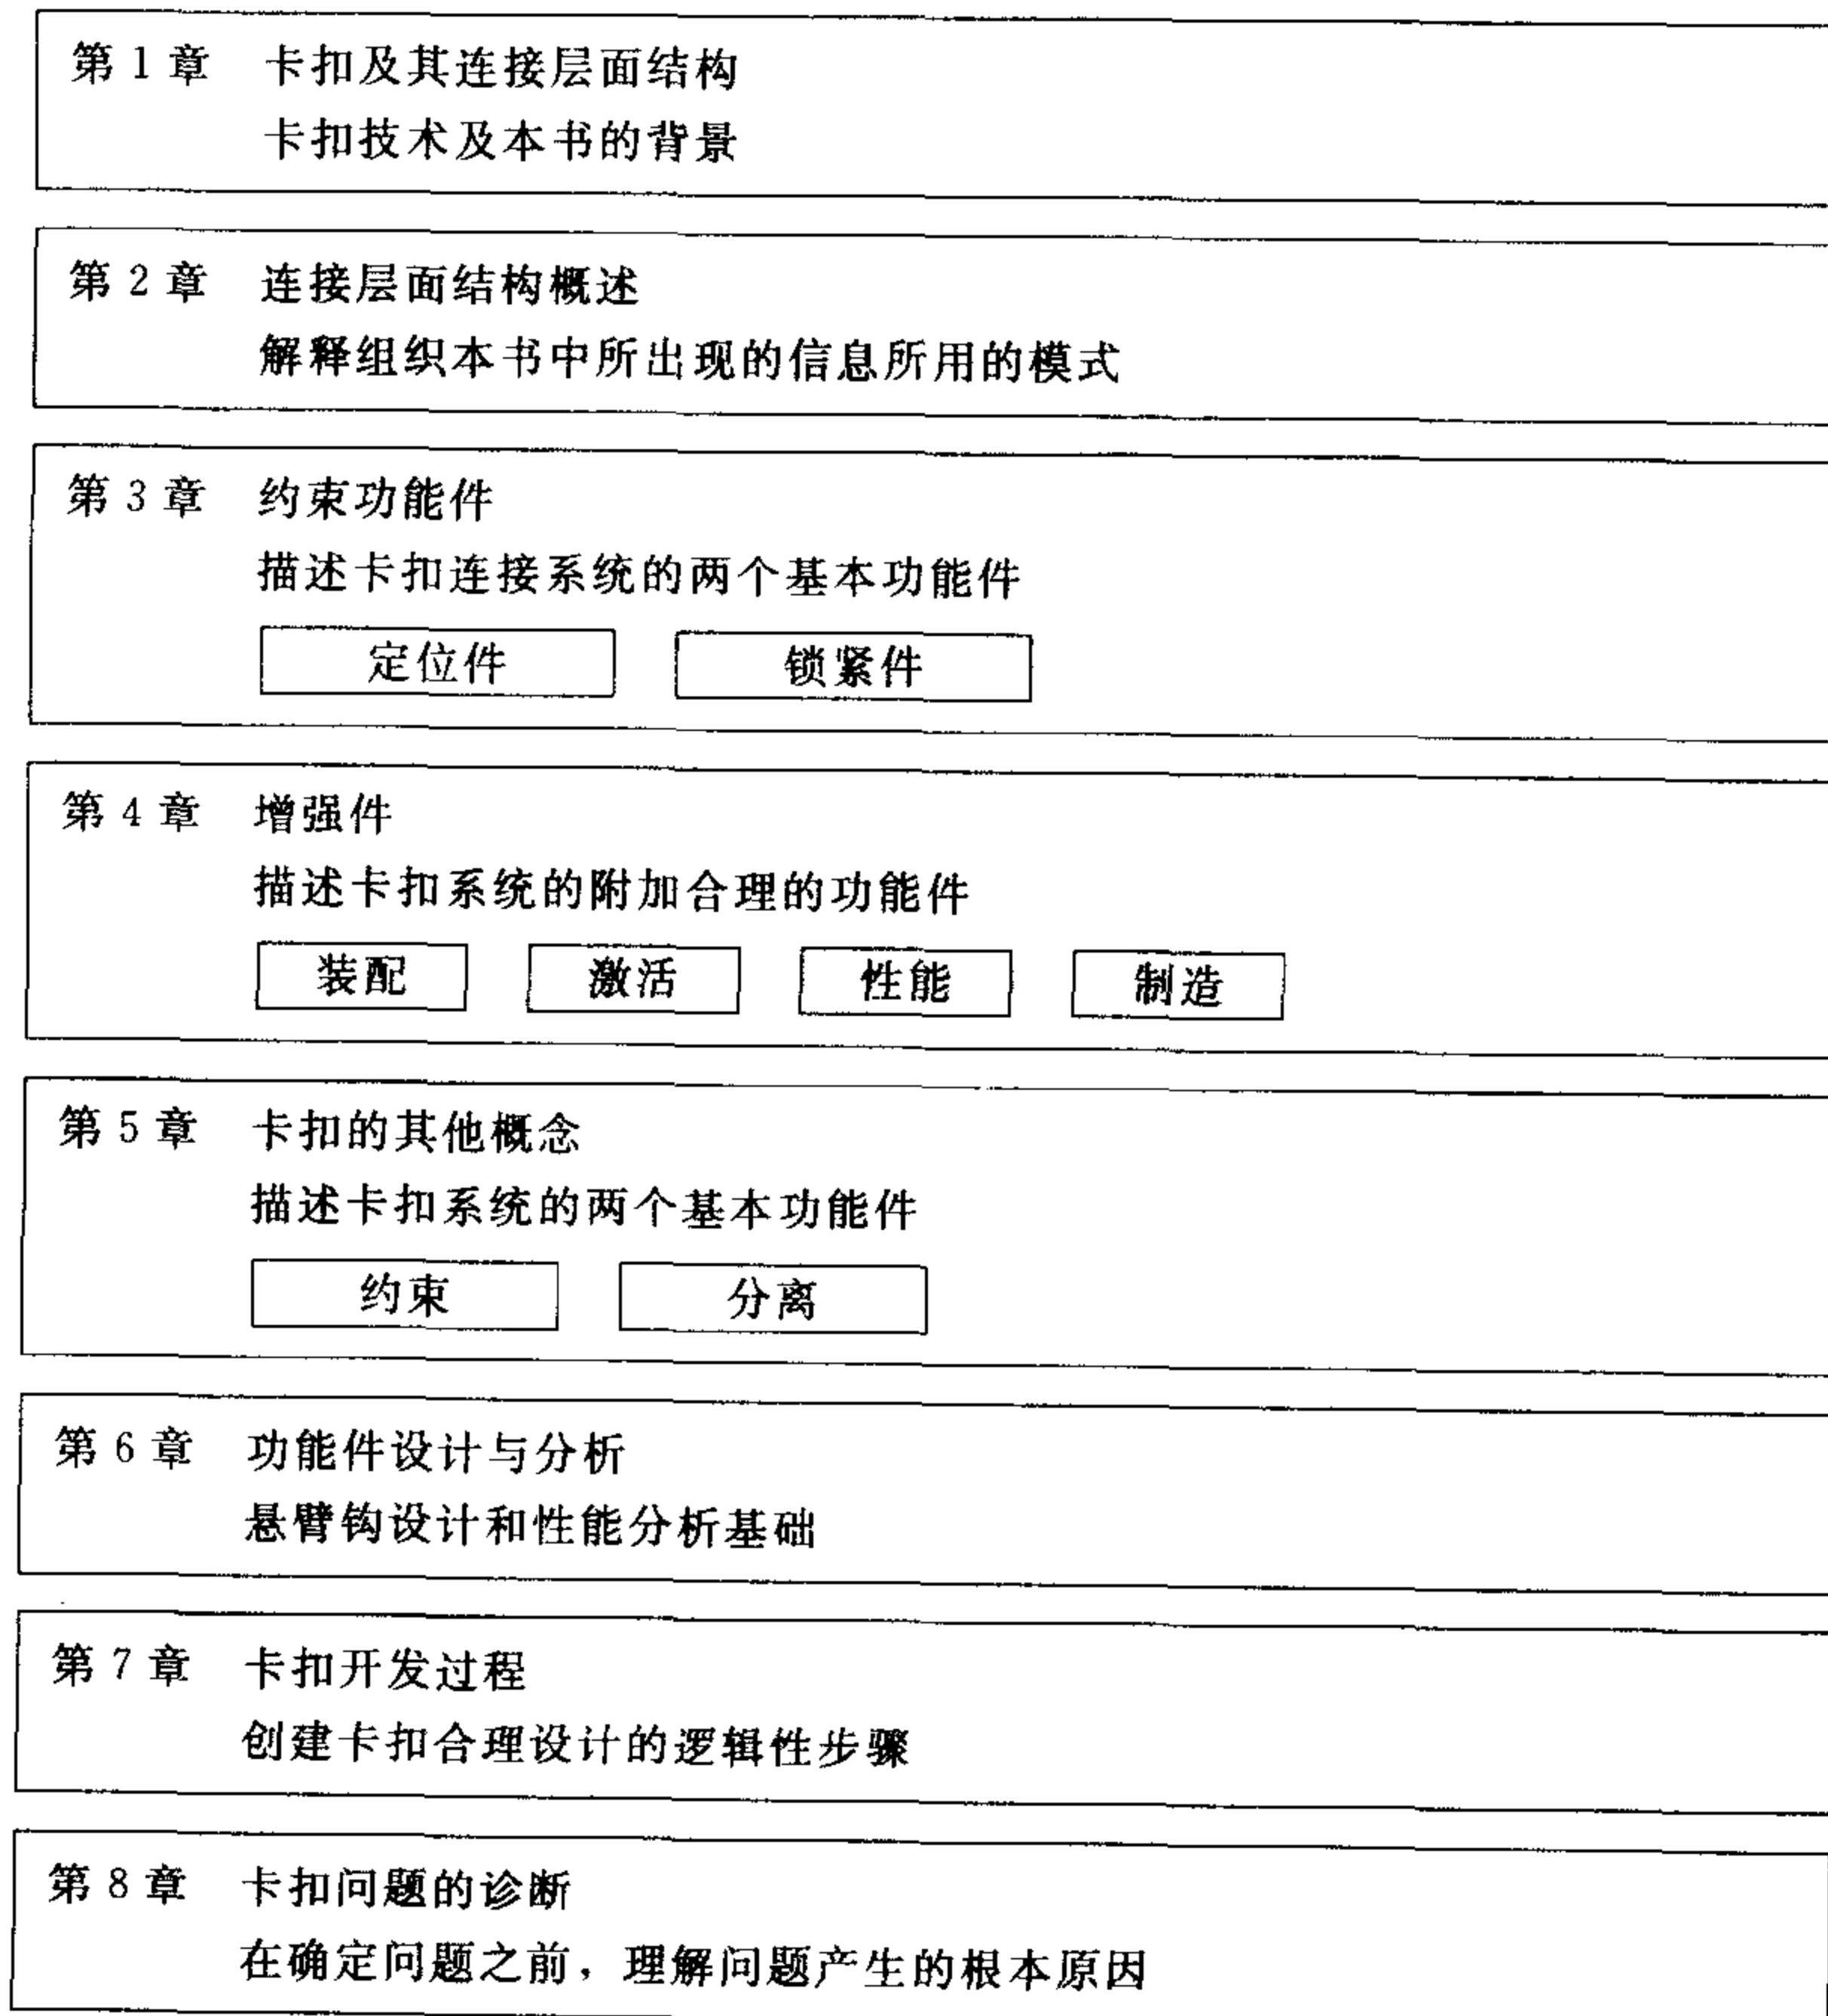 第 1 章 卡扣及其连接层面结构
卡扣技术及本书的背景
第 2 章 连接层面结构概述
解释组织本书中所出现的信息所用的模式
第 3 章 约束功能件
描述卡扣连接系统的两个基本功能件
定位件 锁紧件
第 4 章 增强件
描述卡扣系统的附加合理的功能件
装配 激活 性能 制造
第 5 章 卡扣的其他概念
描述卡扣系统的两个基本功能件
约束 分离
第 6 章 功能件设计与分析
悬臂钩设计和性能分析基础
第 7 章 卡扣开发过程
创建卡扣合理设计的逻辑性步骤
第 8 章 卡扣问题的诊断
在确定问题之前，理解问题产生的根本原因